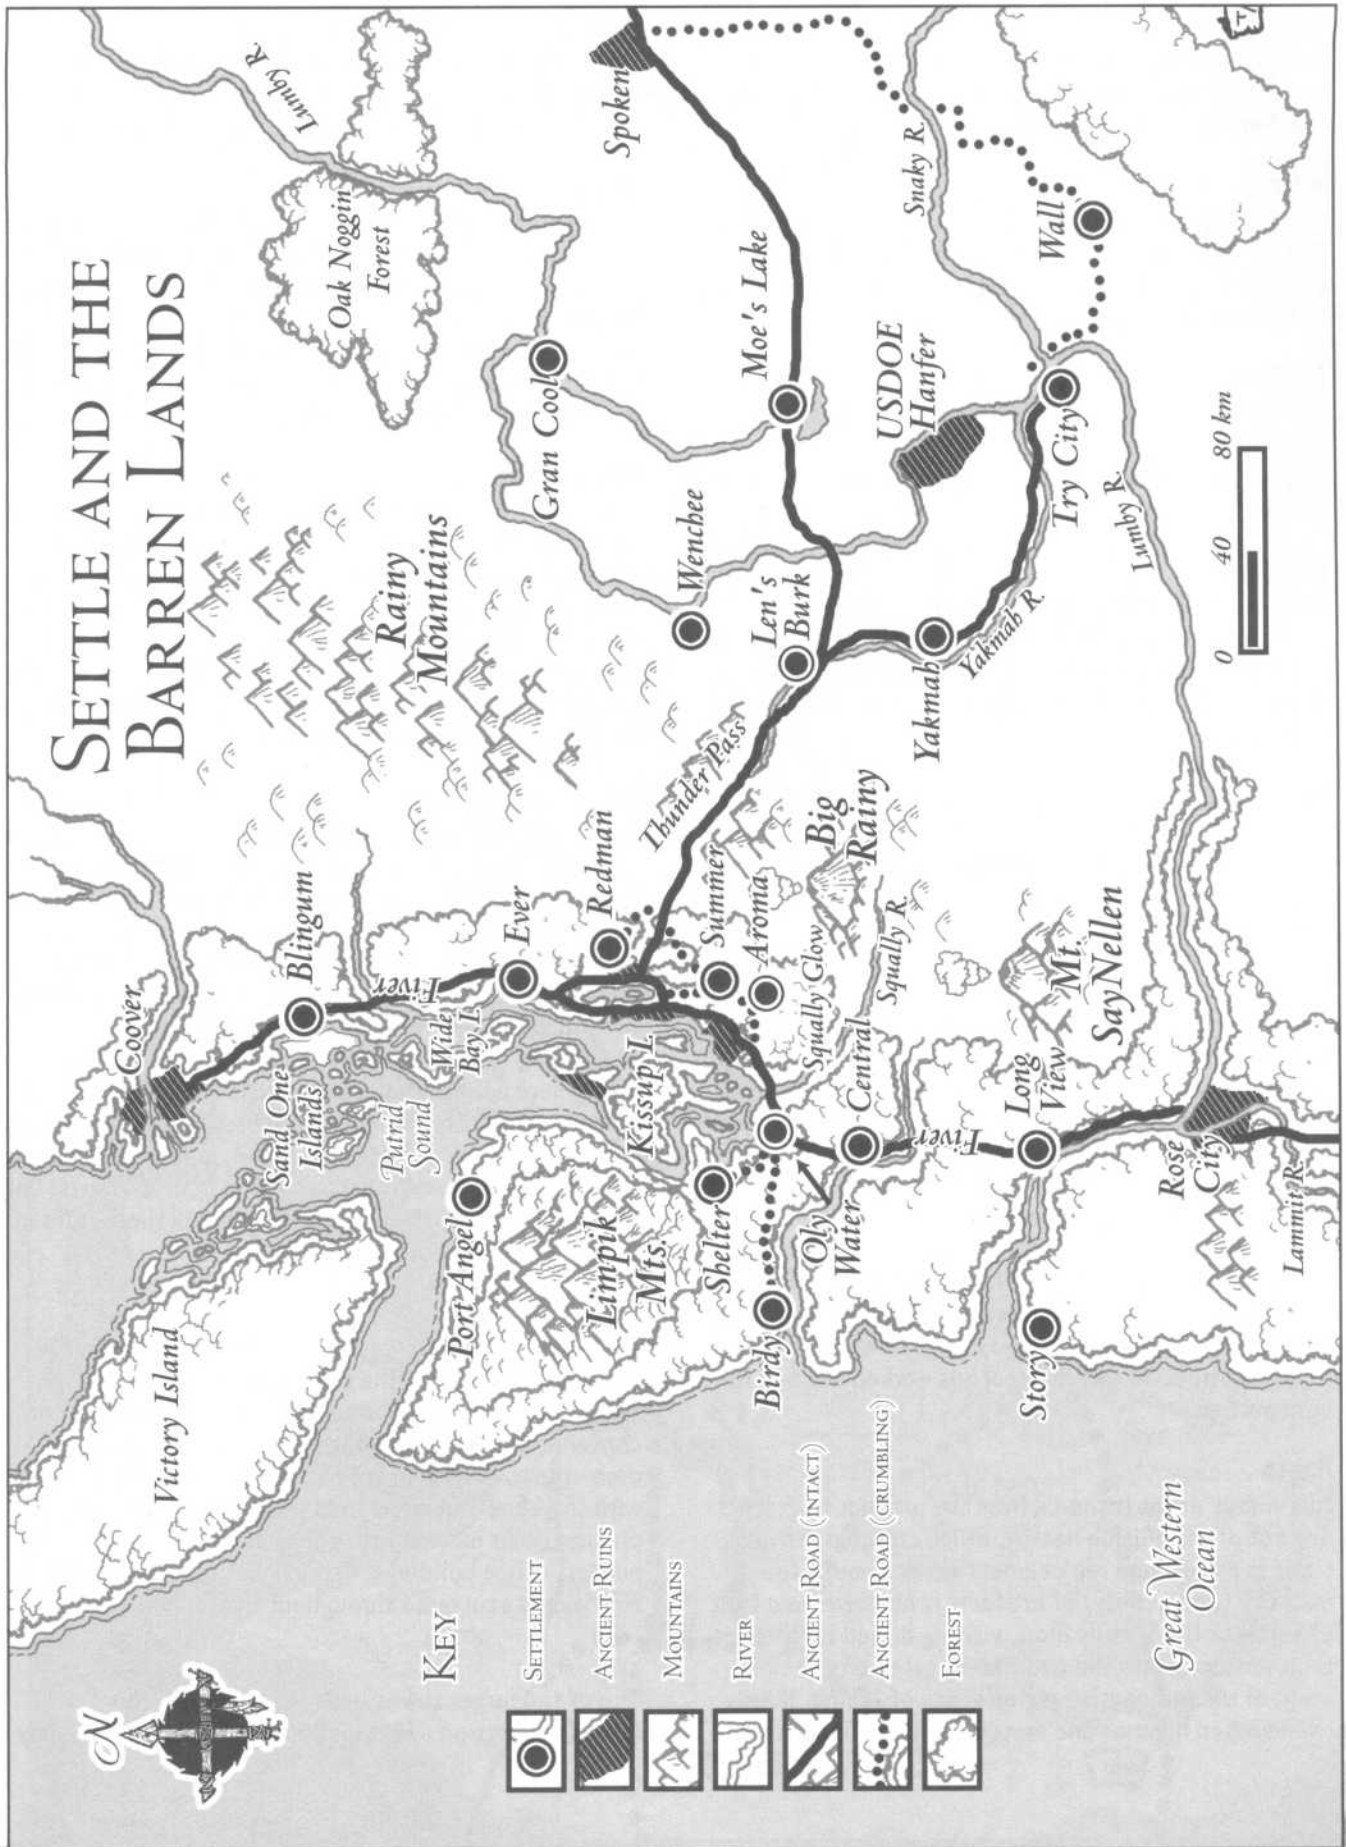 SETTLE AND THE
BARREN LANDS
N
KEY
SETTLEMENT
ANCIENT RUINS
MOUNTAINS
RIVER
ANCIENT ROAD (INTACT)
ANCIENT ROAD (CRUMBLING)
FOREST
Great Western
Ocean
Victory Island
Coover
Blingum
Sand One
Islands
Putrid
Sound
Fiver
Wide
Bay I.
Ever
Port Angel
Limpik
Mts.
Kissup I.
Redman
Summer
Aroma
Shelter
Birdy
Oly
Water
Squally Glow
Squally R.
Central
Fiver
Big
Rainy
Mt.
SayNellen
Long
View
Story
Rose
City
Lammit R.
Rainy
Mountains
Thunder Pass
Wenchee
Len's
Burk
Yakmah
Yakmah R.
Gran Cool
Oak Noggin
Forest
Lumby R.
Moe's Lake
USDOE
Hanfer
Try City
Lumby R.
Spoken
Snaky R.
Wall
0 40 80 km